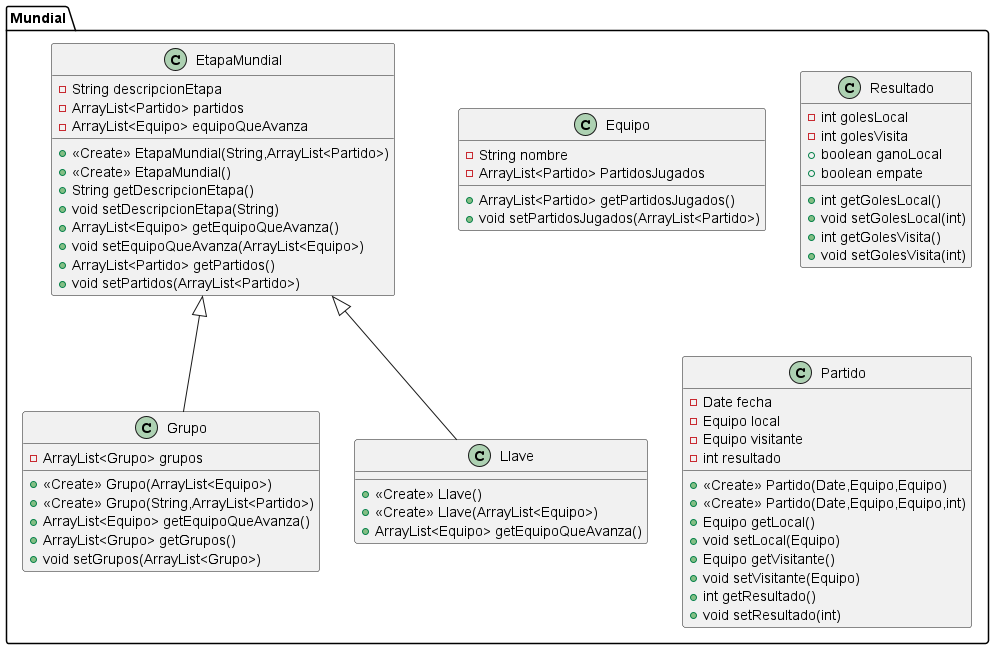 Mundial
C EtapaMundial
String descripcionEtapa
ArrayList<Partido> partidos
ArrayList<Equipo> equipoQueAvanza
«Create» EtapaMundial(String,ArrayList<Partido>)
«Create» EtapaMundial()
String getDescripcionEtapa()
void setDescripcionEtapa(String)
ArrayList<Equipo> getEquipoQueAvanza()
void setEquipoQueAvanza(ArrayList<Equipo>)
ArrayList<Partido> getPartidos()
void setPartidos(ArrayList<Partido>)
C Equipo
String nombre
ArrayList<Partido> PartidosJugados
ArrayList<Partido> getPartidosJugados()
void setPartidosJugados(ArrayList<Partido>)
C Resultado
int golesLocal
int golesVisita
boolean ganoLocal
boolean empate
int getGolesLocal()
void setGolesLocal(int)
int getGolesVisita()
void setGolesVisita(int)
C Grupo
ArrayList<Grupo> grupos
«Create» Grupo(ArrayList<Equipo>)
«Create» Grupo(String,ArrayList<Partido>)
ArrayList<Equipo> getEquipoQueAvanza()
ArrayList<Grupo> getGrupos()
void setGrupos(ArrayList<Grupo>)
C Llave
«Create» Llave()
«Create» Llave(ArrayList<Equipo>)
ArrayList<Equipo> getEquipoQueAvanza()
C Partido
Date fecha
Equipo local
Equipo visitante
int resultado
«Create» Partido(Date,Equipo,Equipo)
«Create» Partido(Date,Equipo,Equipo,int)
Equipo getLocal()
void setLocal(Equipo)
Equipo getVisitante()
void setVisitante(Equipo)
int getResultado()
void setResultado(int)